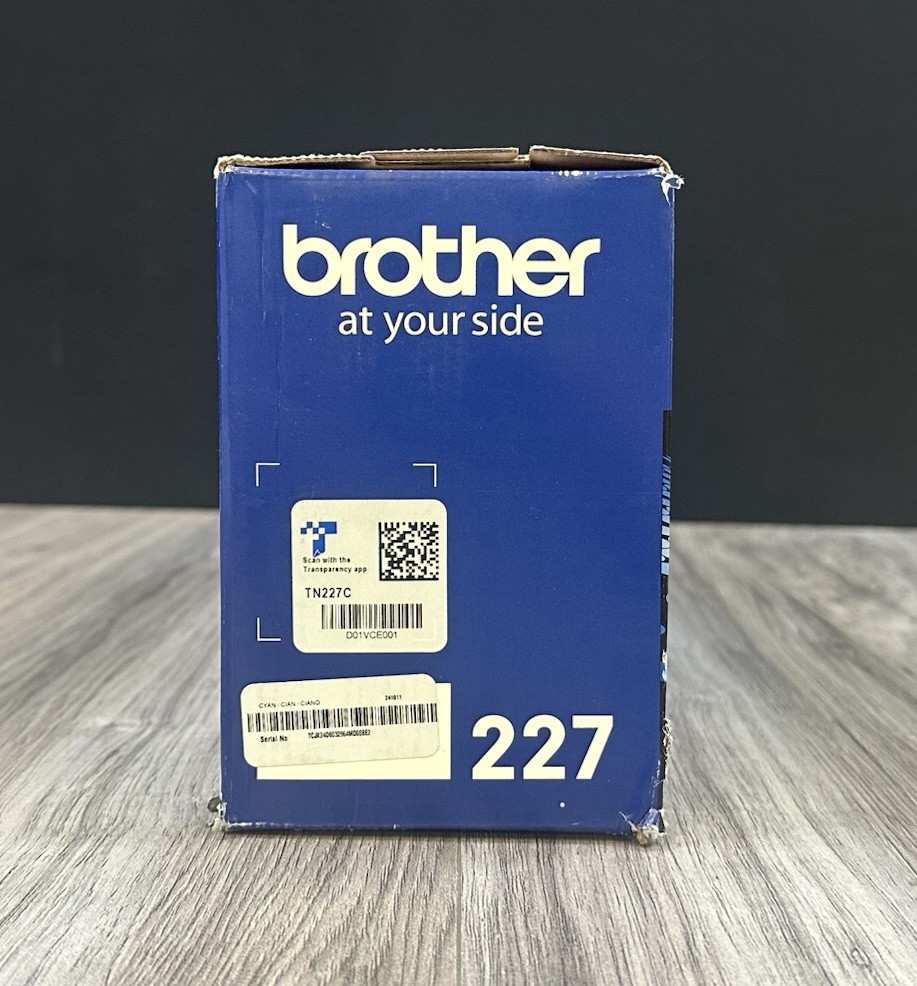 brother
at your side
Scan with the
Transparency app
TN227C
D01VCE001
CYAN / CIAN / CIANO 241011
Serial No
227